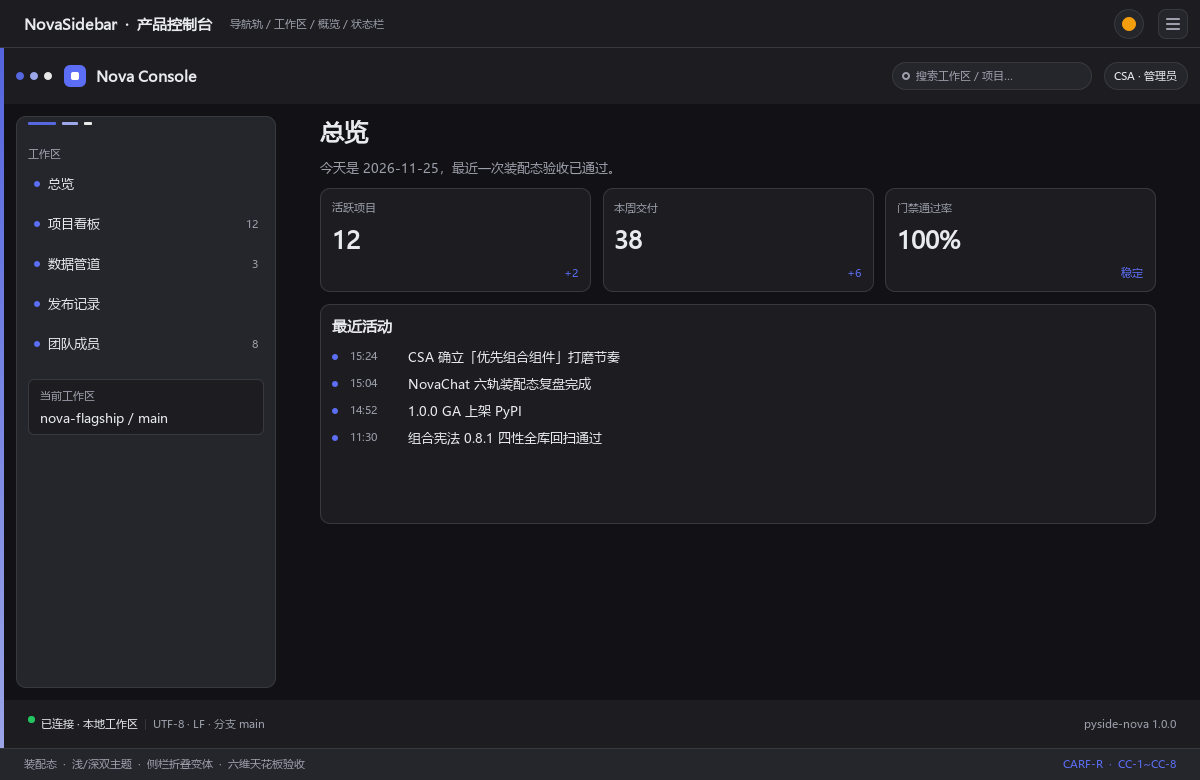 NovaSidebar · 产品控制台 导航轨 / 工作区 / 概览 / 状态栏
Nova Console
搜索工作区 / 项目...
CSA · 管理员
工作区
总览
项目看板 12
数据管道 3
发布记录
团队成员 8
当前工作区
nova-flagship / main
总览
今天是 2026-11-25，最近一次装配态验收已通过。
活跃项目
12
+2
本周交付
38
+6
门禁通过率
100%
稳定
最近活动
15:24 CSA 确立「优先组合组件」打磨节奏
15:04 NovaChat 六轨装配态复盘完成
14:52 1.0.0 GA 上架 PyPI
11:30 组合宪法 0.8.1 四性全库回扫通过
已连接 · 本地工作区 UTF-8 · LF · 分支 main
pyside-nova 1.0.0
装配态 · 浅/深双主题 · 侧栏折叠变体 · 六维天花板验收
CARF-R · CC-1~CC-8